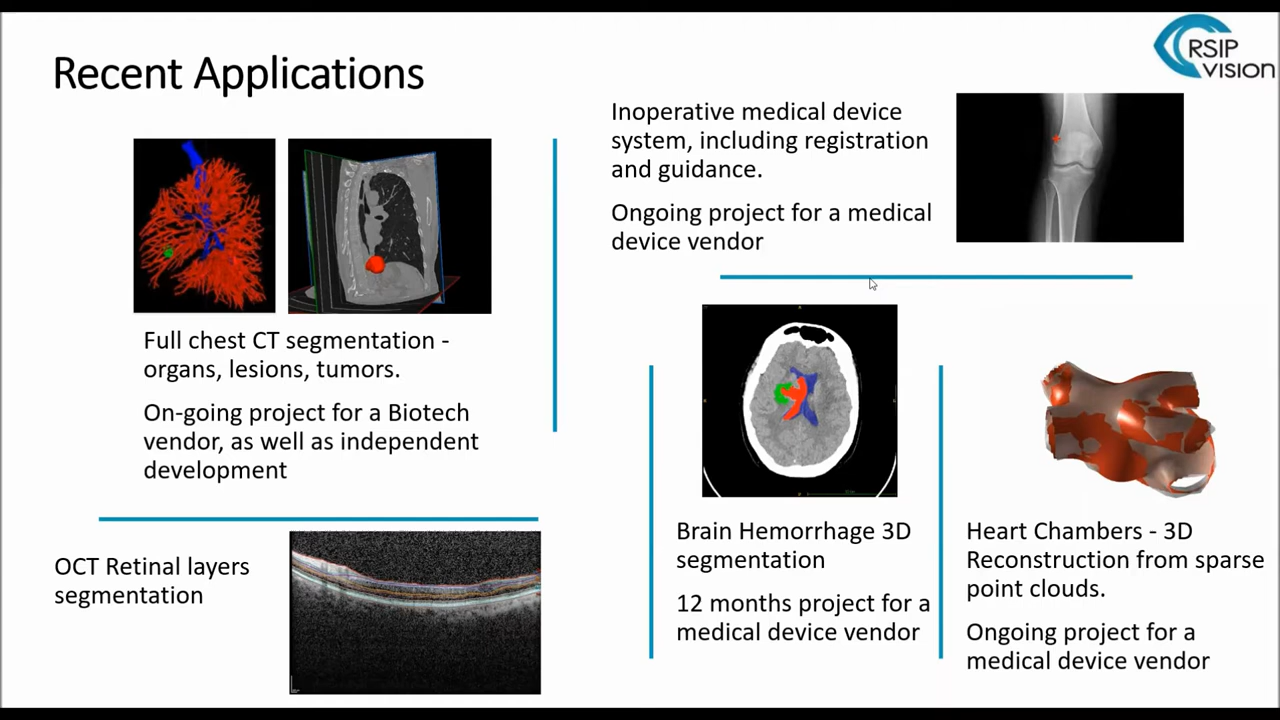 Recent Applications
RSIP
vision
Full chest CT segmentation -
organs, lesions, tumors.
On-going project for a Biotech
vendor, as well as independent
development
OCT Retinal layers
segmentation
Inoperative medical device
system, including registration
and guidance.
Ongoing project for a medical
device vendor
Brain Hemorrhage 3D
segmentation
12 months project for a
medical device vendor
Heart Chambers - 3D
Reconstruction from sparse
point clouds.
Ongoing project for a
medical device vendor